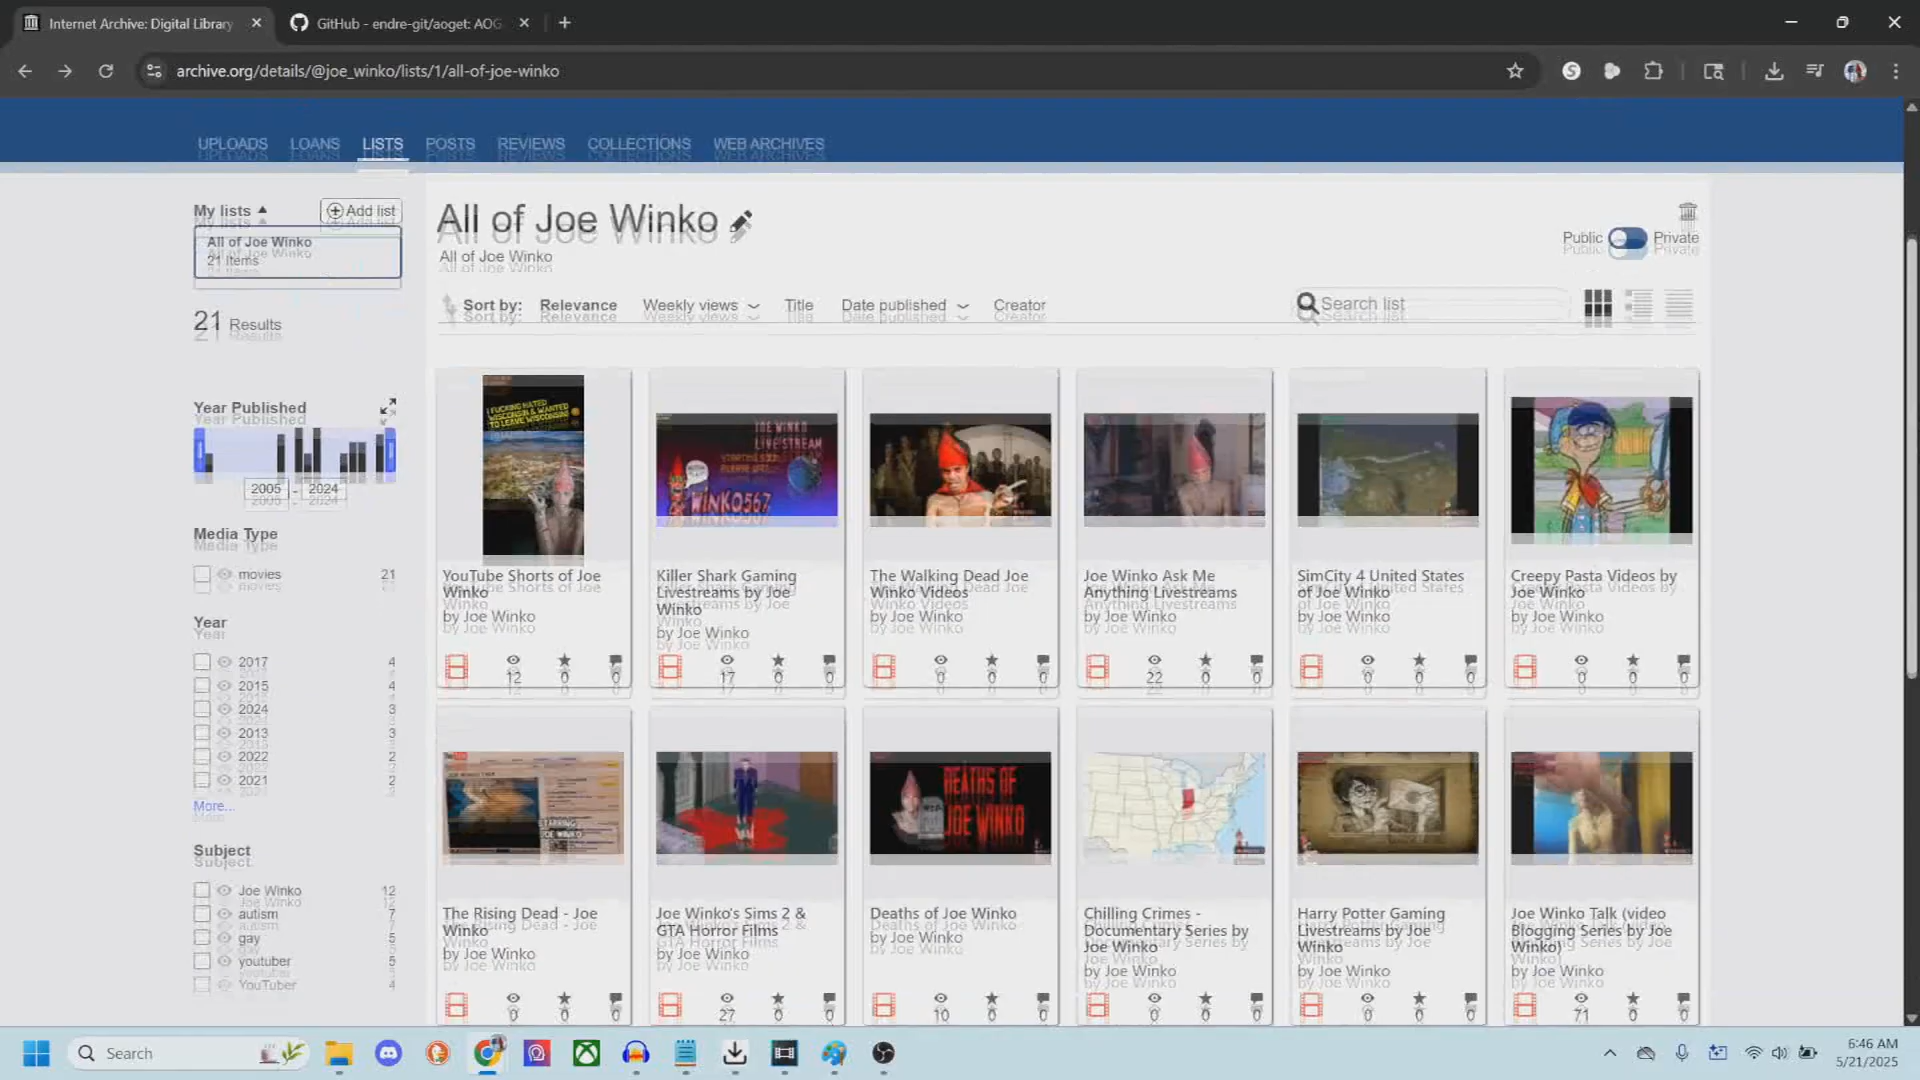 Internet Archive: Digital Library
GitHub - endre-git/aoget: AOG
archive.org/details/@joe_winko/lists/1/all-of-joe-winko
UPLOADS LOANS LISTS POSTS REVIEWS COLLECTIONS WEB ARCHIVES
My lists
Add list
All of Joe Winko
21 Items
All of Joe Winko
All of Joe Winko
Public Private
21 Results
Sort by: Relevance Weekly views Title Date published Creator
Search list
Year Published
2005 - 2024
Media Type
movies 21
Year
2017 4
2015 4
2024 3
2013 3
2022 2
2021 2
More...
Subject
Joe Winko 12
autism 7
gay 5
youtuber 5
YouTuber 4
I FUCKING HATED
WISCONSIN & WANTED
TO LEAVE WISCONSIN!
YouTube Shorts of Joe
Winko
by Joe Winko
12 0 0
JOE WINKO
LIVESTREAM
WINKO567
Killer Shark Gaming
Livestreams by Joe
Winko
by Joe Winko
17 0 0
The Walking Dead Joe
Winko Videos
by Joe Winko
0 0 0
Joe Winko Ask Me
Anything Livestreams
by Joe Winko
22 0 0
SimCity 4 United States
of Joe Winko
by Joe Winko
0 0 0
Creepy Pasta Videos by
Joe Winko
by Joe Winko
0 0 0
STARRING
JOE WINKO
The Rising Dead - Joe
Winko
by Joe Winko
0 0 0
Joe Winko's Sims 2 &
GTA Horror Films
by Joe Winko
27 0 0
DEATHS OF
JOE WINKO
Deaths of Joe Winko
by Joe Winko
10 0 0
Chilling Crimes -
Documentary Series by
Joe Winko
by Joe Winko
0 0 0
Harry Potter Gaming
Livestreams by Joe
Winko
by Joe Winko
0 0 0
Joe Winko Talk (video
Blogging Series by Joe
Winko)
by Joe Winko
71 0 0
Search
6:46 AM
5/21/2025